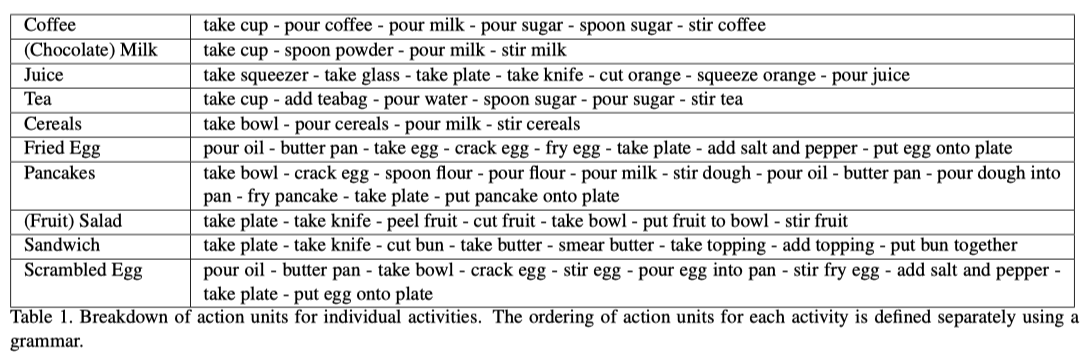 Coffee take cup - pour coffee - pour milk - pour sugar - spoon sugar - stir coffee
(Chocolate) Milk take cup - spoon powder - pour milk - stir milk
Juice take squeezer - take glass - take plate - take knife - cut orange - squeeze orange - pour juice
Tea take cup - add teabag - pour water - spoon sugar - pour sugar - stir tea
Cereals take bowl - pour cereals - pour milk - stir cereals
Fried Egg pour oil - butter pan - take egg - crack egg - fry egg - take plate - add salt and pepper - put egg onto plate
Pancakes take bowl - crack egg - spoon flour - pour flour - pour milk - stir dough - pour oil - butter pan - pour dough into
pan - fry pancake - take plate - put pancake onto plate
(Fruit) Salad take plate - take knife - peel fruit - cut fruit - take bowl - put fruit to bowl - stir fruit
Sandwich take plate - take knife - cut bun - take butter - smear butter - take topping - add topping - put bun together
Scrambled Egg pour oil - butter pan - take bowl - crack egg - stir egg - pour egg into pan - stir fry egg - add salt and pepper -
take plate - put egg onto plate
Table 1. Breakdown of action units for individual activities. The ordering of action units for each activity is defined separately using a
grammar.